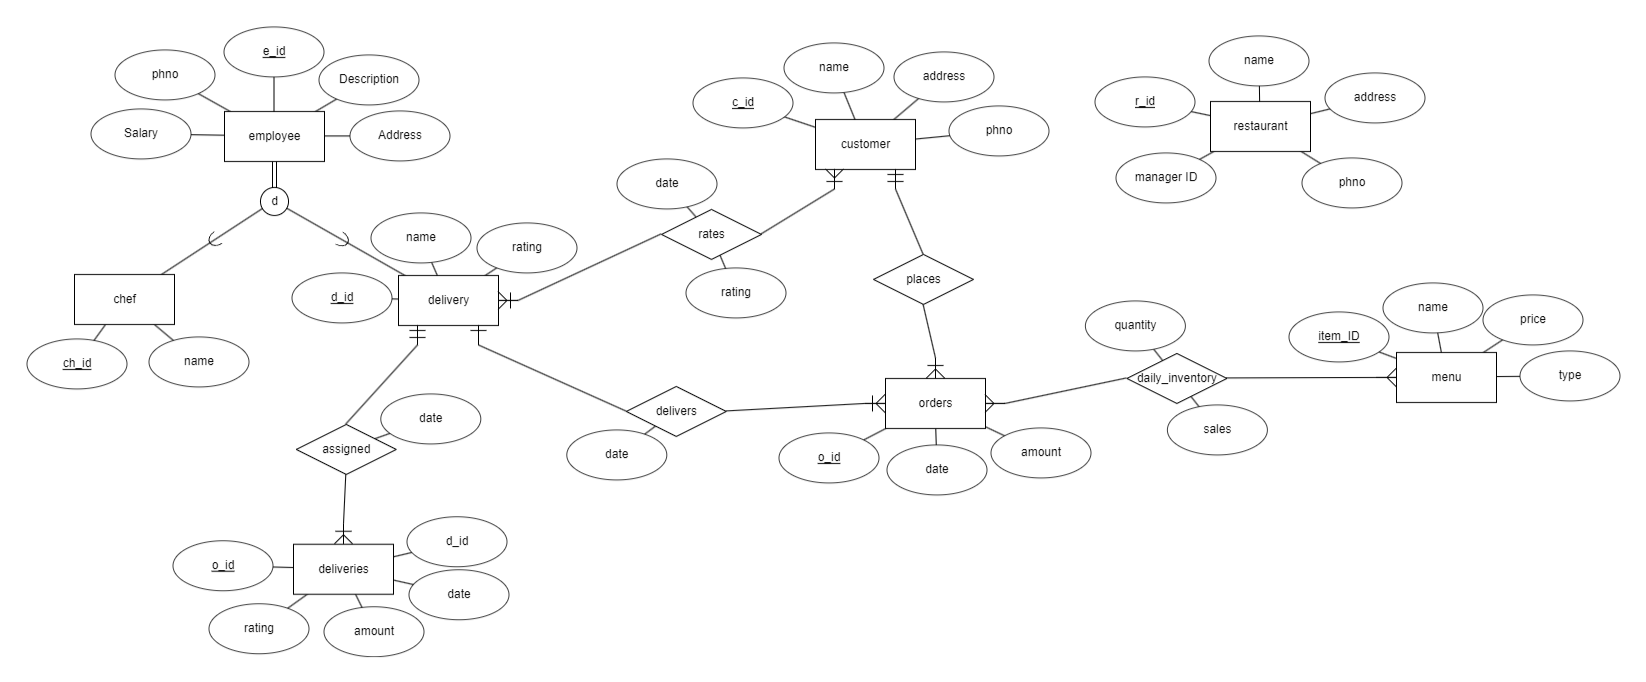 e_id
phno
Description
Salary
employee
Address
d
chef
ch_id
name
name
rating
d_id
delivery
date
rates
rating
c_id
name
address
phno
customer
places
r_id
name
address
restaurant
manager ID
phno
quantity
daily_inventory
sales
item_ID
name
price
menu
type
orders
o_id
date
amount
delivers
date
assigned
date
o_id
d_id
deliveries
date
rating
amount